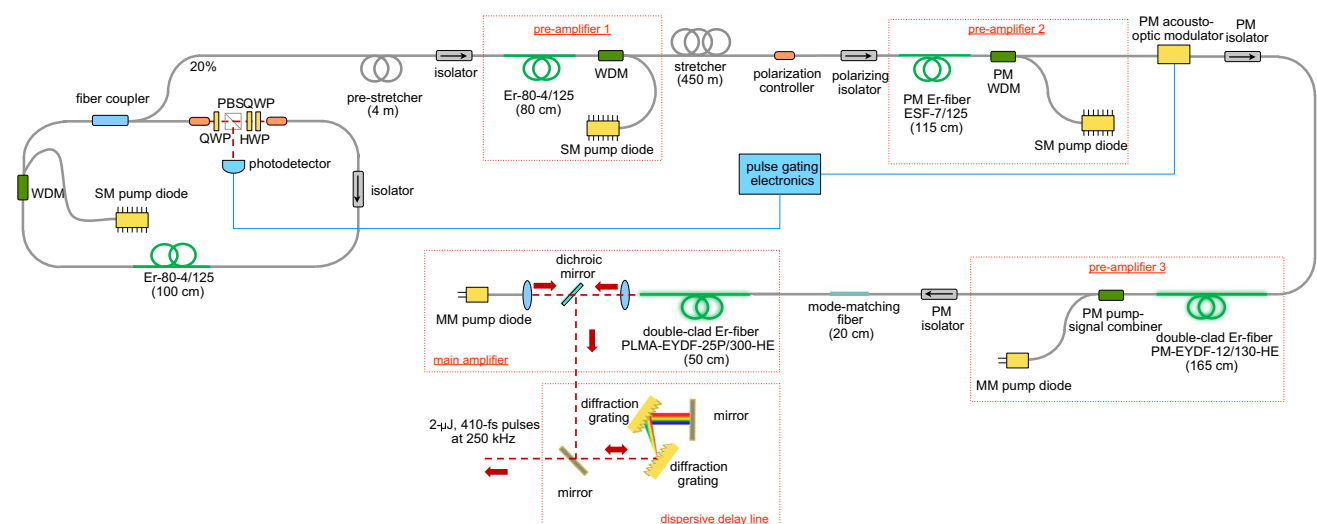 20%
fiber coupler
PBS
QWP
QWP
HWP
photodetector
WDM
SM pump diode
isolator
Er-80-4/125
(100 cm)
pre-stretcher
(4 m)
isolator
pre-amplifier 1
Er-80-4/125
(80 cm)
WDM
SM pump diode
stretcher
(450 m)
polarization
controller
polarizing
isolator
pre-amplifier 2
PM Er-fiber
ESF-7/125
(115 cm)
PM
WDM
SM pump diode
PM acousto-
optic modulator
PM
isolator
pulse gating
electronics
pre-amplifier 3
PM pump-
signal combiner
double-clad Er-fiber
PM-EYDF-12/130-HE
(165 cm)
MM pump diode
PM
isolator
mode-matching
fiber
(20 cm)
dichroic
mirror
MM pump diode
double-clad Er-fiber
PLMA-EYDF-25P/300-HE
(50 cm)
main amplifier
diffraction
grating
mirror
2-µJ, 410-fs pulses
at 250 kHz
diffraction
grating
mirror
dispersive delay line